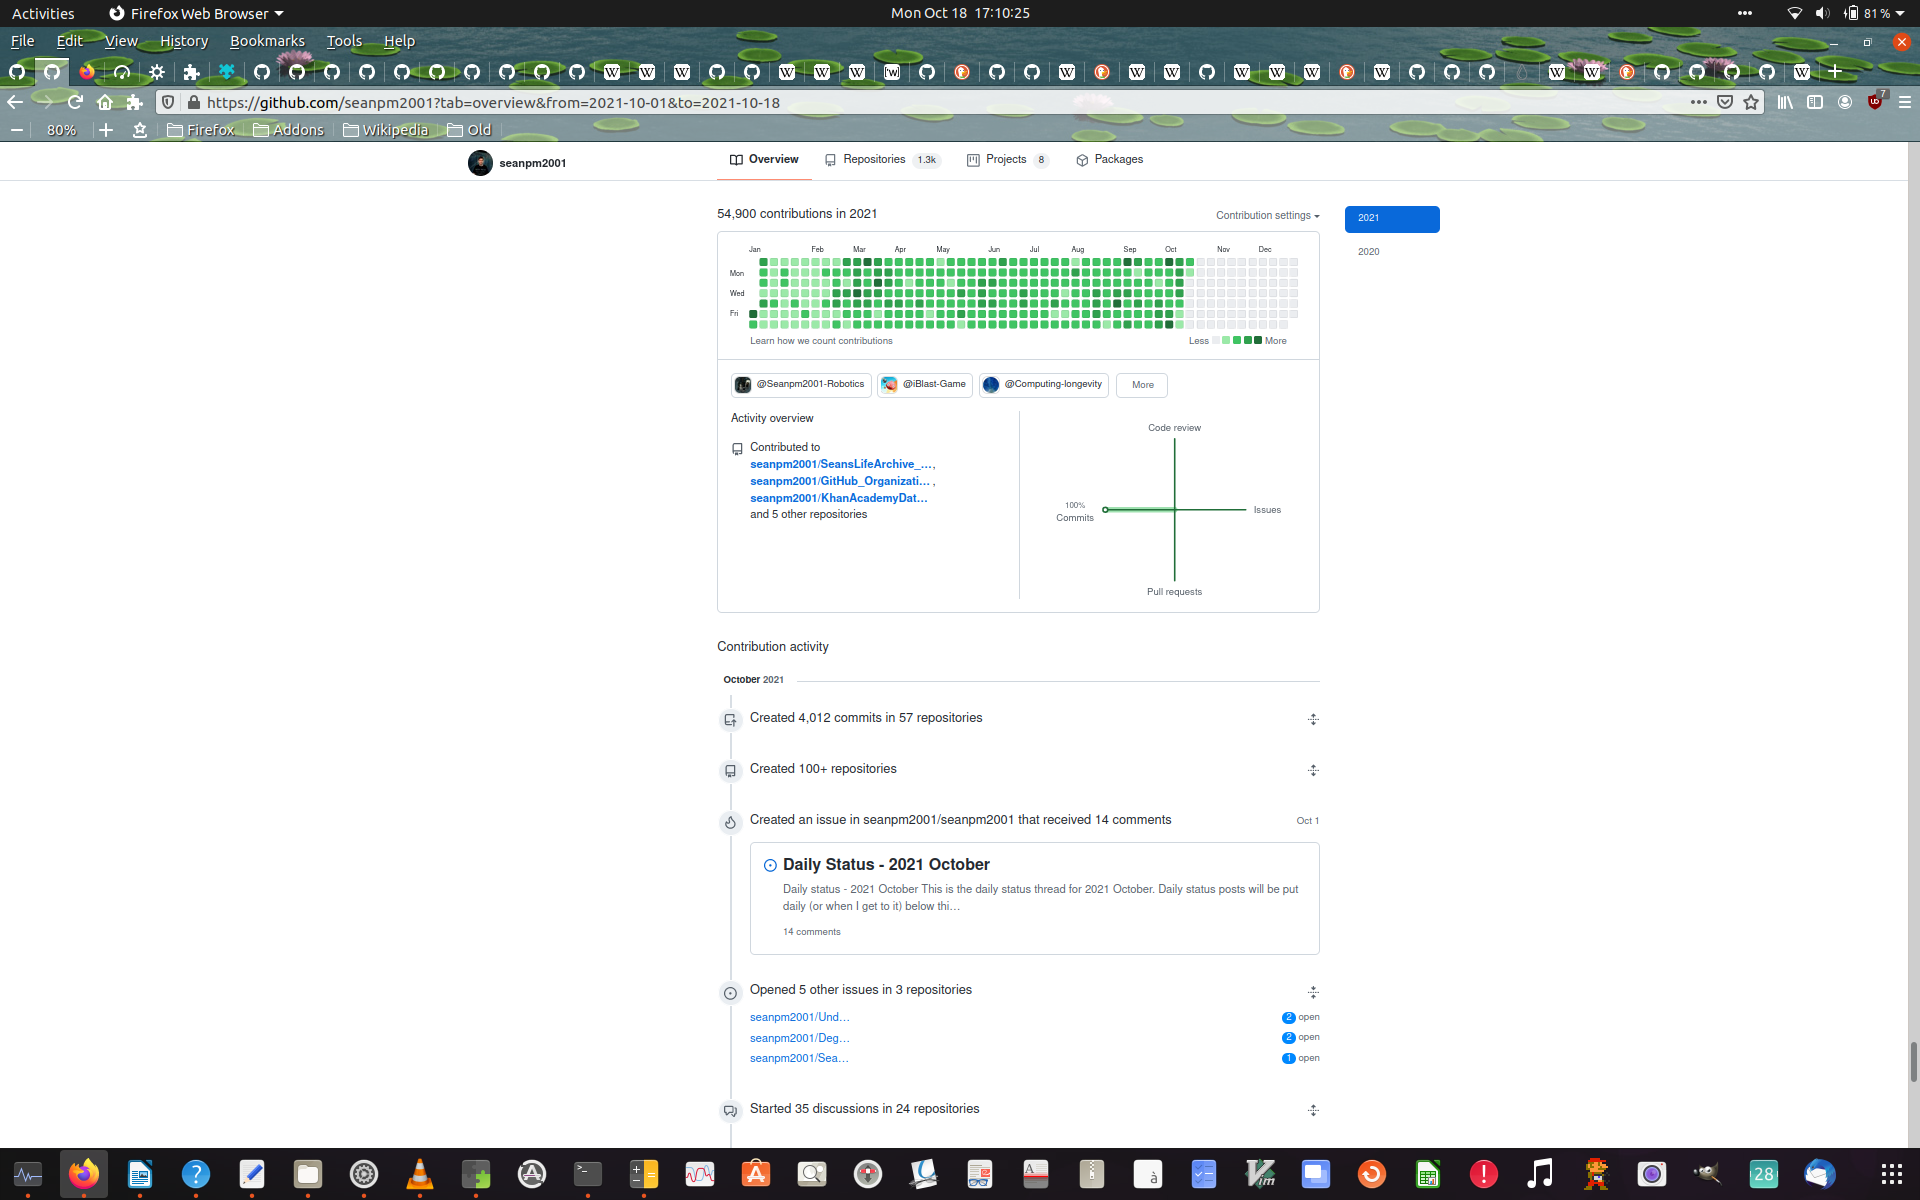 Activities
Firefox Web Browser
Mon Oct 18 17:10:25
81 %
File Edit View History Bookmarks Tools Help
https://github.com/seanpm2001?tab=overview&from=2021-10-01&to=2021-10-18
7
80%
Firefox
Addons
Wikipedia
Old
seanpm2001
Overview
Repositories 1.3k
Projects 8
Packages
54,900 contributions in 2021
Contribution settings
2021
2020
Jan Feb Mar Apr May Jun Jul Aug Sep Oct Nov Dec
Mon
Wed
Fri
Learn how we count contributions
Less More
@Seanpm2001-Robotics
@iBlast-Game
@Computing-longevity
More
Activity overview
Contributed to
seanpm2001/SeansLifeArchive_…,
seanpm2001/GitHub_Organizati… ,
seanpm2001/KhanAcademyDat…
and 5 other repositories
Code review
100%
Commits
Issues
Pull requests
Contribution activity
October 2021
Created 4,012 commits in 57 repositories
Created 100+ repositories
Created an issue in seanpm2001/seanpm2001 that received 14 comments
Oct 1
Daily Status - 2021 October
Daily status - 2021 October This is the daily status thread for 2021 October. Daily status posts will be put
daily (or when I get to it) below thi…
14 comments
Opened 5 other issues in 3 repositories
seanpm2001/Und…
2 open
seanpm2001/Deg…
2 open
seanpm2001/Sea…
1 open
Started 35 discussions in 24 repositories
28